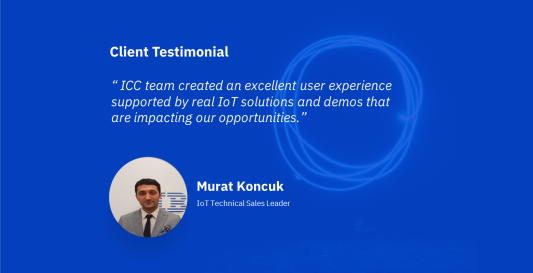 Client Testimonial
“ ICC team created an excellent user experience
supported by real IoT solutions and demos that
are impacting our opportunities.”
IBM
Murat Koncuk
IoT Technical Sales Leader